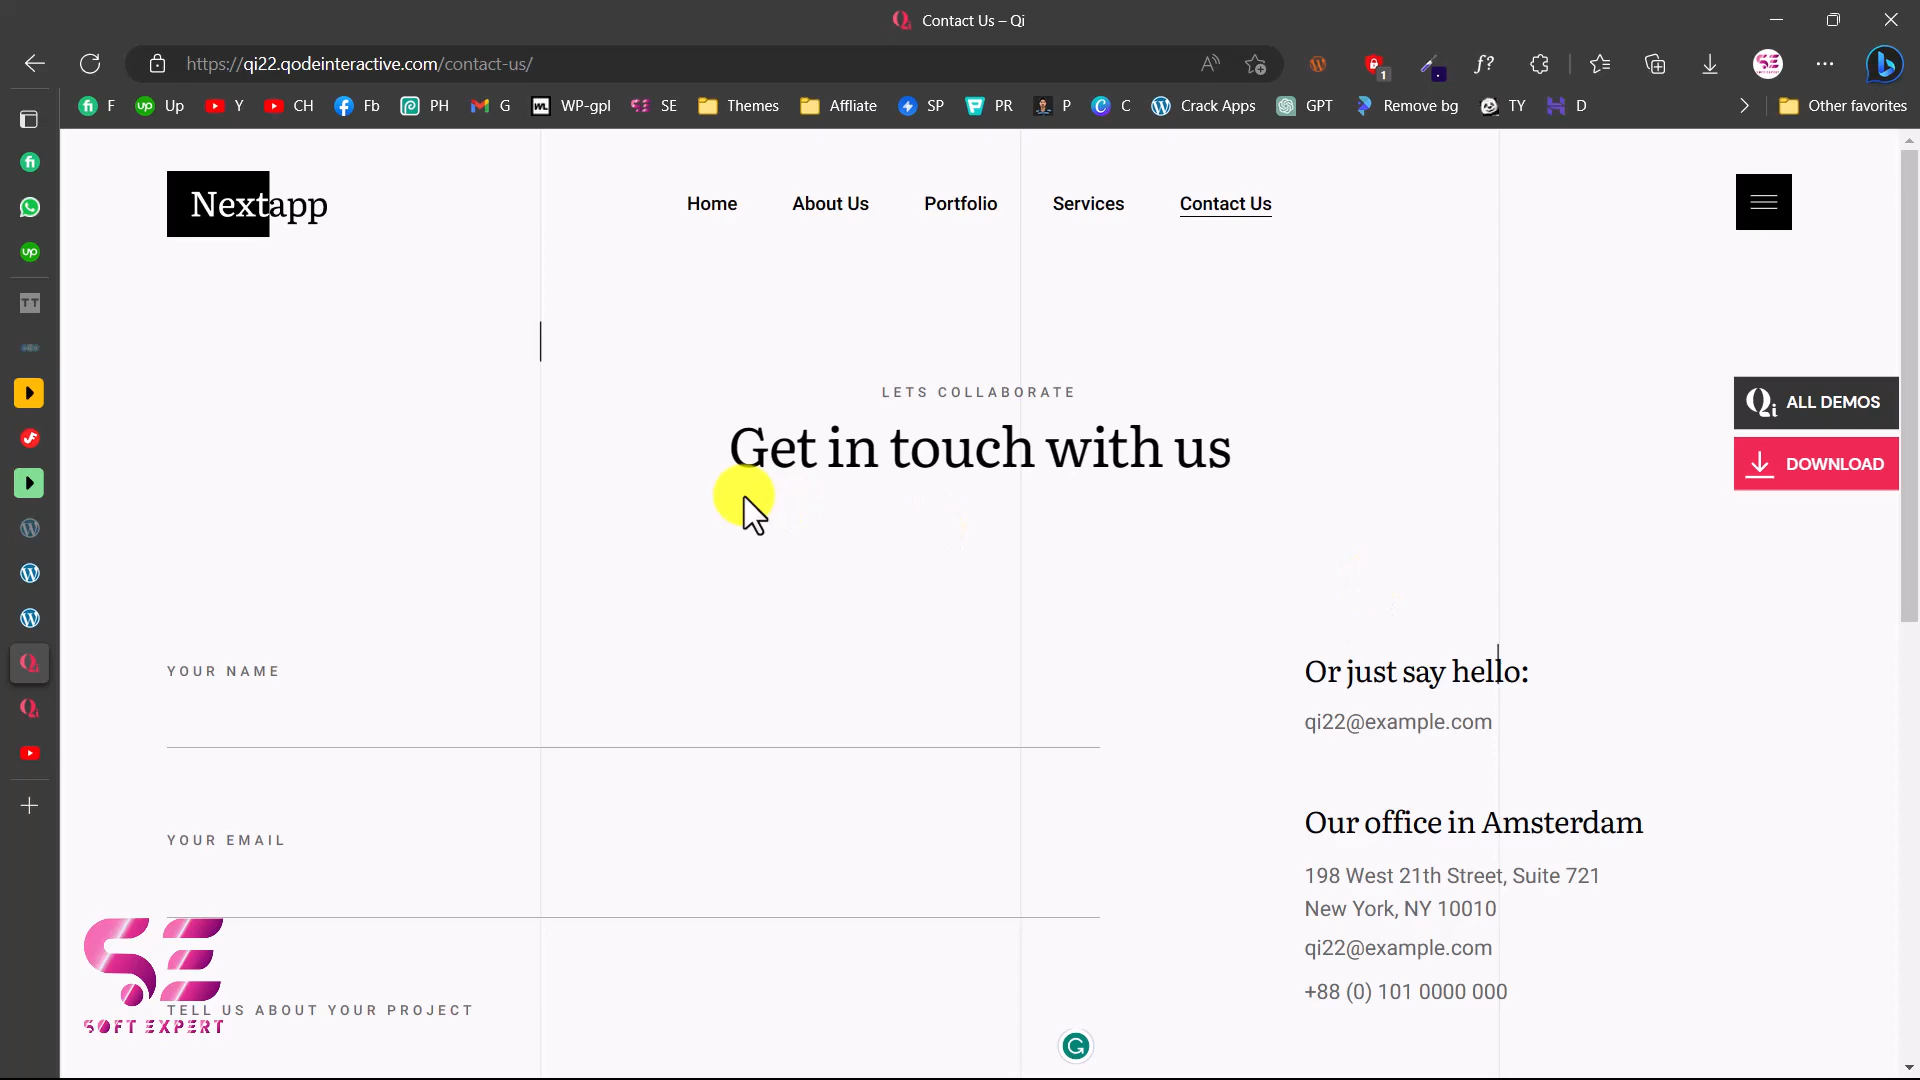 Contact Us – Qi
https://qi22.qodeinteractive.com/contact-us/
F Up Y CH Fb PH G WP-gpl SE Themes Affliate SP PR P C Crack Apps GPT Remove bg TY D Other favorites
Nextapp
Home About Us Portfolio Services Contact Us
LETS COLLABORATE
Get in touch with us
Qi ALL DEMOS
DOWNLOAD
YOUR NAME
YOUR EMAIL
TELL US ABOUT YOUR PROJECT
Or just say hello:
qi22@example.com
Our office in Amsterdam
198 West 21th Street, Suite 721
New York, NY 10010
qi22@example.com
+88 (0) 101 0000 000
SE
SOFT EXPERT